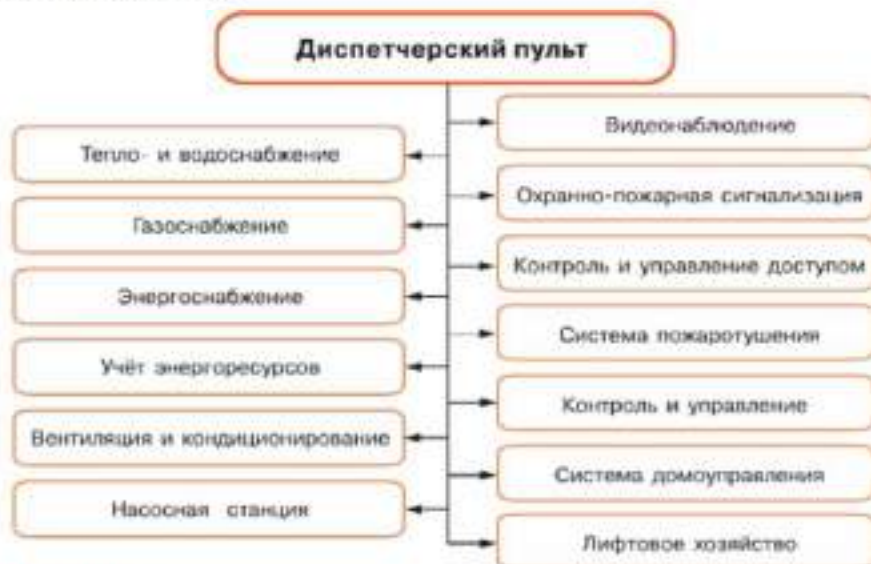 Диспетчерский пульт
Тепло- и водоснабжение
Газоснабжение
Энергоснабжение
Учёт энергоресурсов
Вентиляция и кондиционирование
Насосная станция
Видеонаблюдение
Охранно-пожарная сигнализация
Контроль и управление доступом
Система пожаротушения
Контроль и управление
Система домоуправления
Лифтовое хозяйство